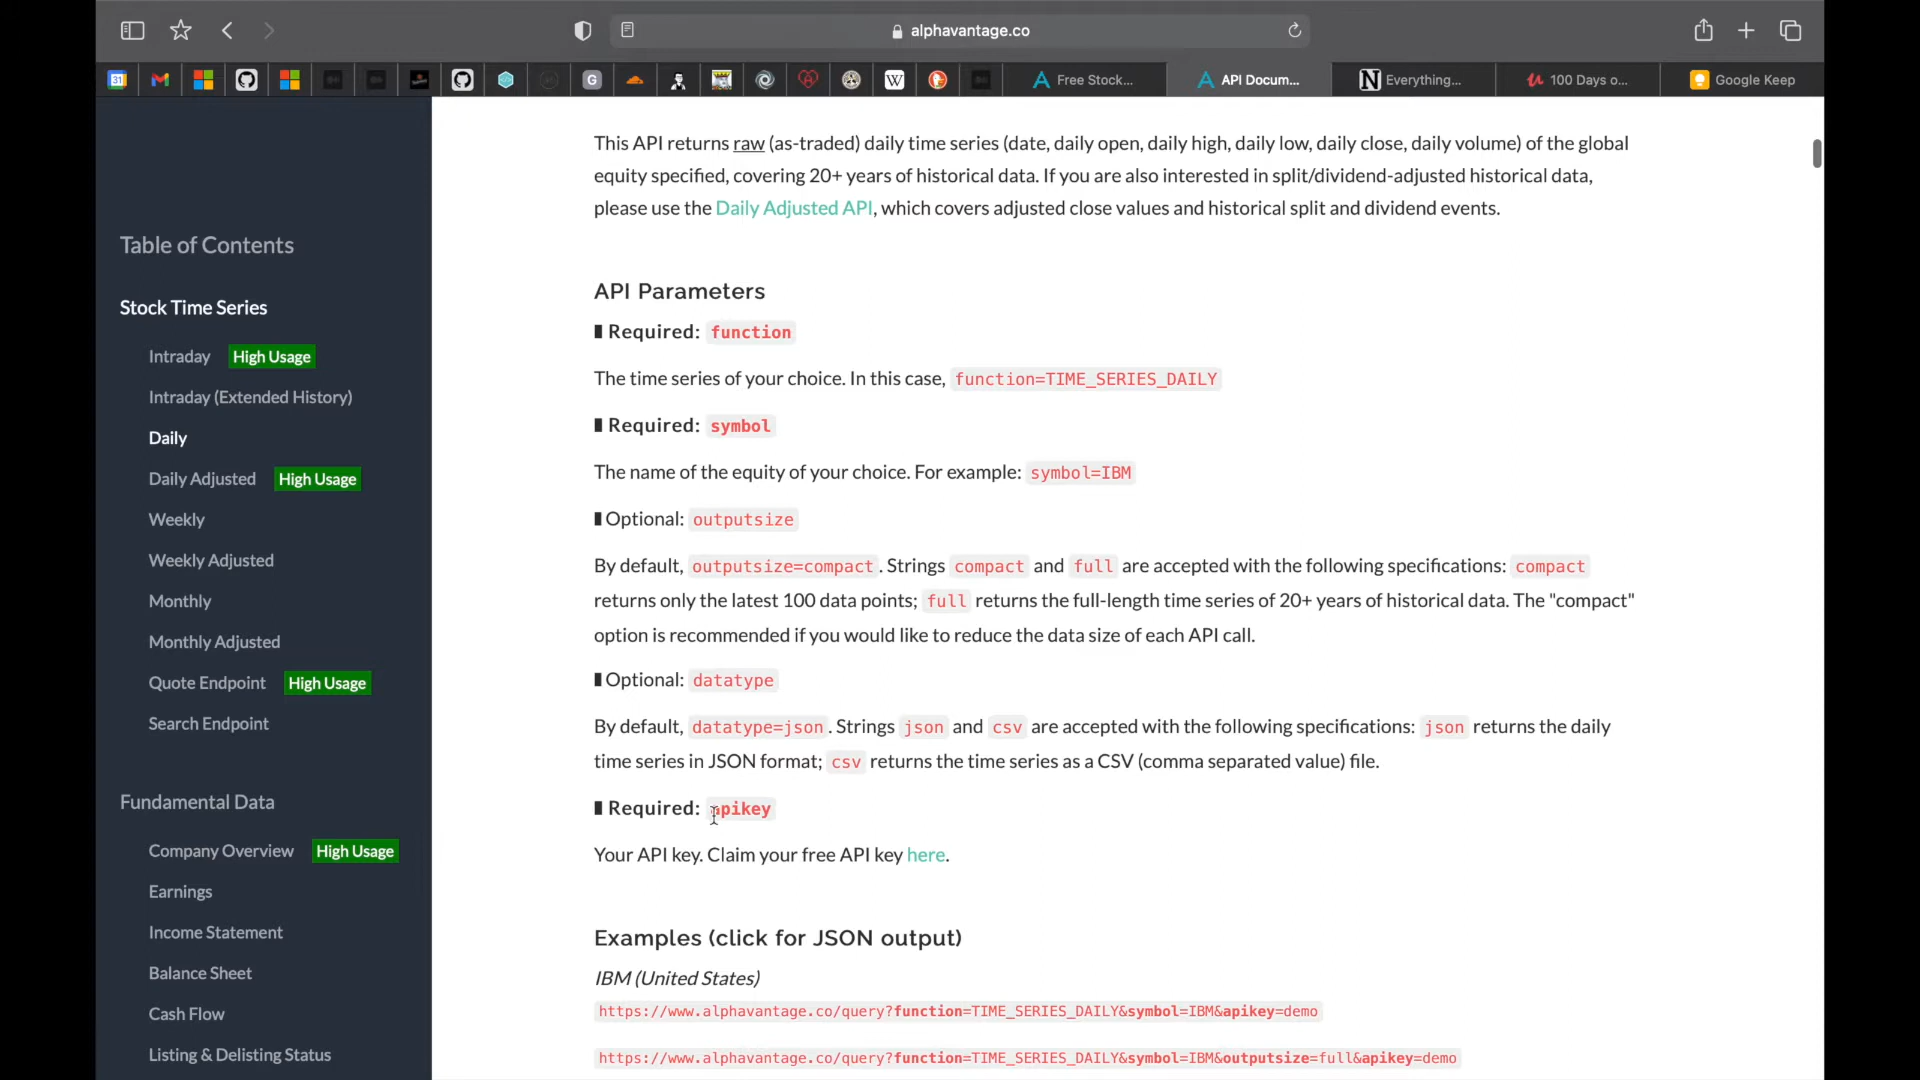 alphavantage.co
31
G
W
Free Stock...
API Docum...
N
Everything...
100 Days o...
Google Keep
Table of Contents
Stock Time Series
Intraday High Usage
Intraday (Extended History)
Daily
Daily Adjusted High Usage
Weekly
Weekly Adjusted
Monthly
Monthly Adjusted
Quote Endpoint High Usage
Search Endpoint
Fundamental Data
Company Overview High Usage
Earnings
Income Statement
Balance Sheet
Cash Flow
Listing & Delisting Status
This API returns raw (as-traded) daily time series (date, daily open, daily high, daily low, daily close, daily volume) of the global
equity specified, covering 20+ years of historical data. If you are also interested in split/dividend-adjusted historical data,
please use the Daily Adjusted API, which covers adjusted close values and historical split and dividend events.
API Parameters
Required: function
The time series of your choice. In this case, function=TIME_SERIES_DAILY
Required: symbol
The name of the equity of your choice. For example: symbol=IBM
Optional: outputsize
By default, outputsize=compact. Strings compact and full are accepted with the following specifications: compact
returns only the latest 100 data points; full returns the full-length time series of 20+ years of historical data. The "compact"
option is recommended if you would like to reduce the data size of each API call.
Optional: datatype
By default, datatype=json. Strings json and csv are accepted with the following specifications: json returns the daily
time series in JSON format; csv returns the time series as a CSV (comma separated value) file.
Required: apikey
Your API key. Claim your free API key here.
Examples (click for JSON output)
IBM (United States)
https://www.alphavantage.co/query?function=TIME_SERIES_DAILY&symbol=IBM&apikey=demo
https://www.alphavantage.co/query?function=TIME_SERIES_DAILY&symbol=IBM&outputsize=full&apikey=demo